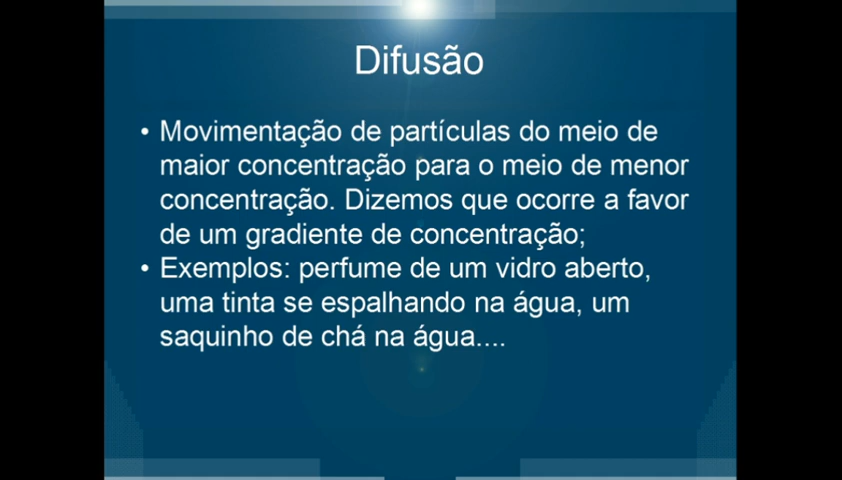 Difusão
• Movimentação de partículas do meio de
maior concentração para o meio de menor
concentração. Dizemos que ocorre a favor
de um gradiente de concentração;
• Exemplos: perfume de um vidro aberto,
uma tinta se espalhando na água, um
saquinho de chá na água....